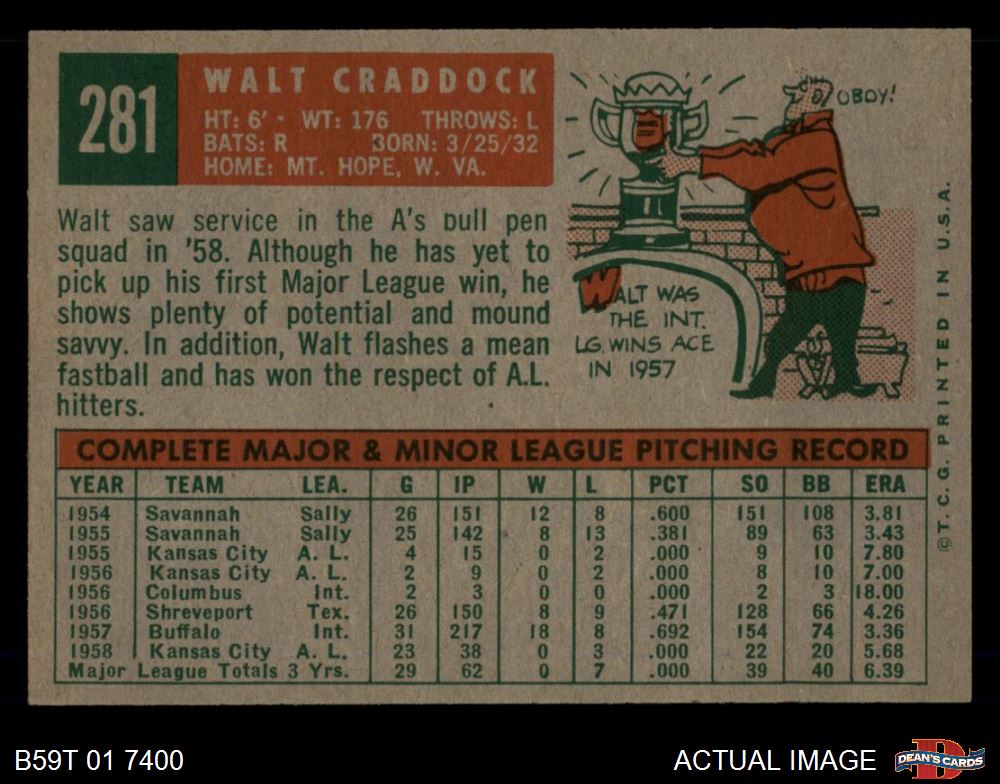 281
WALT CRADDOCK
HT: 6' - WT: 176 THROWS: L
BATS: R BORN: 3/25/32
HOME: MT. HOPE, W. VA.
Walt saw service in the A's bull pen
squad in '58. Although he has yet to
pick up his first Major League win, he
shows plenty of potential and mound
savvy. In addition, Walt flashes a mean
fastball and has won the respect of A.L.
hitters.
OBOY!
WALT WAS
THE INT.
LG. WINS ACE
IN 1957
COMPLETE MAJOR & MINOR LEAGUE PITCHING RECORD
YEAR TEAM LEA. G IP W L PCT SO BB ERA
1954 Savannah Sally 26 151 12 8 .600 151 108 3.81
1955 Savannah Sally 25 142 8 13 .381 89 63 3.43
1955 Kansas City A. L. 4 15 0 2 .000 9 10 7.80
1956 Kansas City A. L. 2 9 0 2 .000 8 10 7.00
1956 Columbus Int. 2 3 0 0 .000 2 3 18.00
1956 Shreveport Tex. 26 150 8 9 .471 128 66 4.26
1957 Buffalo Int. 31 217 18 8 .692 154 74 3.36
1958 Kansas City A. L. 23 38 0 3 .000 22 20 5.68
Major League Totals 3 Yrs. 29 62 0 7 .000 39 40 6.39
©T. C. G. PRINTED IN U.S.A.
B59T 01 7400
ACTUAL IMAGE
DEAN'S CARDS